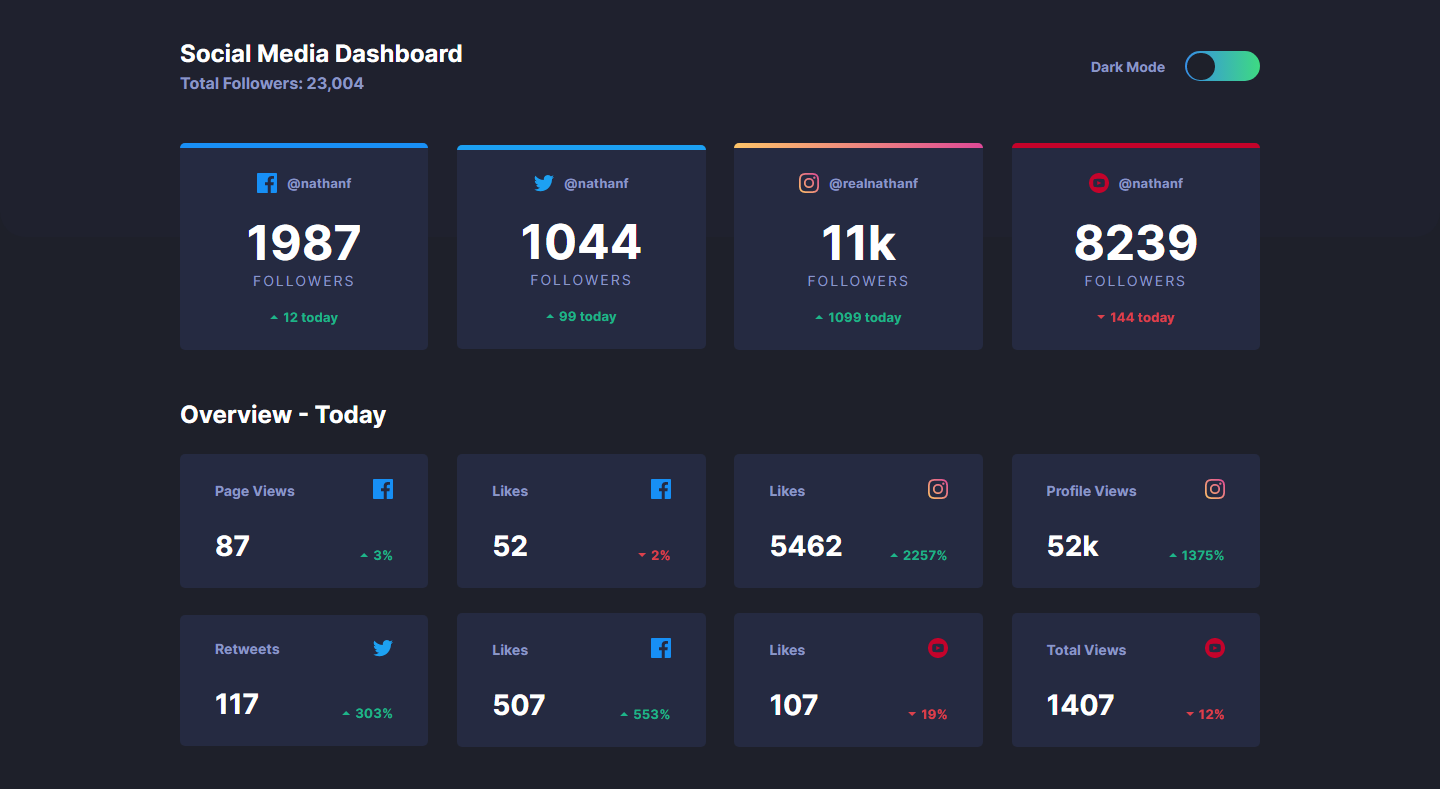 Social Media Dashboard
Total Followers: 23,004
Dark Mode
@nathanf
1987
FOLLOWERS
12 today
@nathanf
1044
FOLLOWERS
99 today
@realnathanf
11k
FOLLOWERS
1099 today
@nathanf
8239
FOLLOWERS
144 today
Overview - Today
Page Views
87
3%
Likes
52
2%
Likes
5462
2257%
Profile Views
52k
1375%
Retweets
117
303%
Likes
507
553%
Likes
107
19%
Total Views
1407
12%